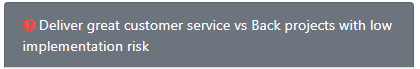 Deliver great customer service vs Back projects with low
implementation risk